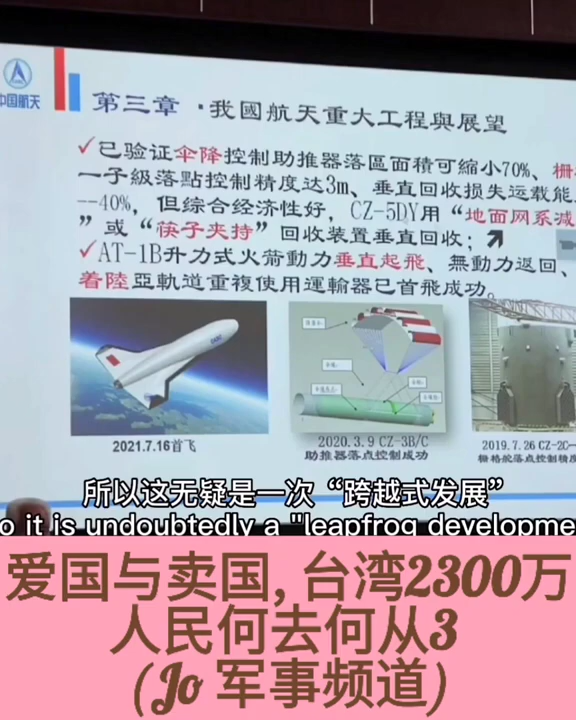 中国航天
第三章 · 我國航天重大工程與展望
✓已验证伞降控制助推器落區面積可縮小70%、栅
一子級落點控制精度达3m、垂直回收损失运载能
--40%，但综合经济性好，CZ-5DY用“地面网系减
”或“筷子夹持”回收装置垂直回收；
✓AT-1B升力式火箭動力垂直起飛、無動力返回、
着陸亞軌道重複使用運輸器已首飛成功。
2021.7.16首飞
2020.3.9 CZ-3B/C
助推器落点控制成功
2019.7.26 CZ-2C一
栅格舵落点控制精度
所以这无疑是一次“跨越式发展”
o it is undoubtedly a "leapfrog developme
爱国与卖国, 台湾2300万
人民何去何从3
(Jo 军事频道)